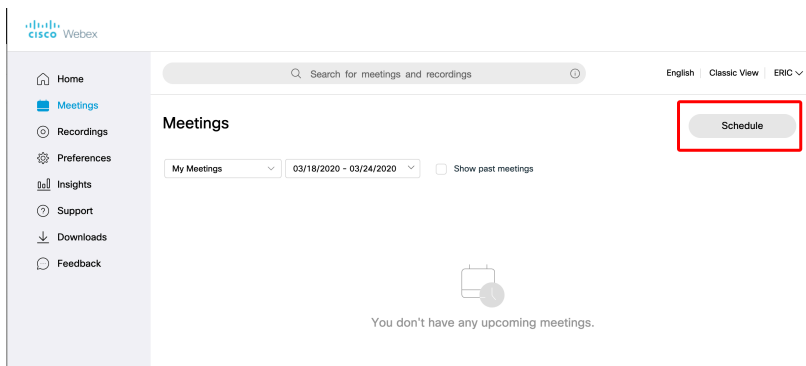 CISCO Webex
Home
Meetings
Recordings
Preferences
Insights
Support
Downloads
Feedback
Search for meetings and recordings
English Classic View ERIC
Meetings
Schedule
My Meetings 03/18/2020 - 03/24/2020 Show past meetings
You don't have any upcoming meetings.